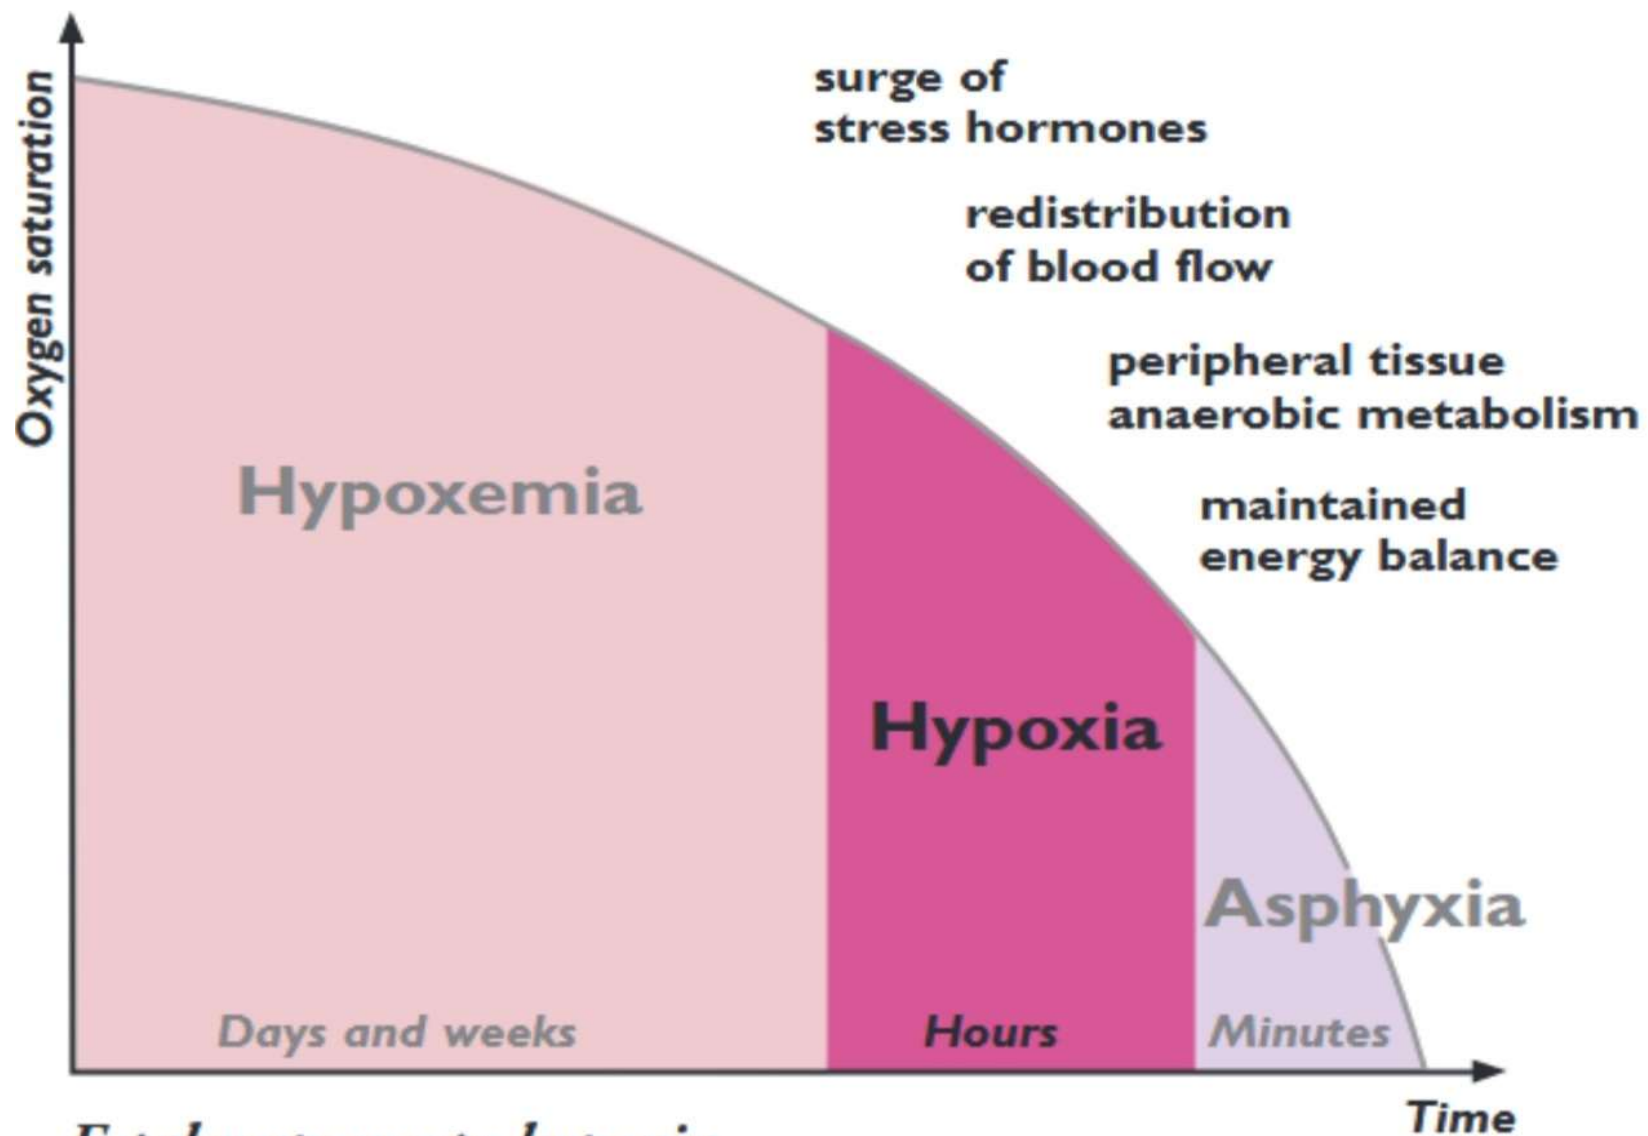 Oxygen saturation
surge of
stress hormones
redistribution
of blood flow
peripheral tissue
anaerobic metabolism
maintained
energy balance
Hypoxemia
Hypoxia
Asphyxia
Days and weeks
Hours
Minutes
Time